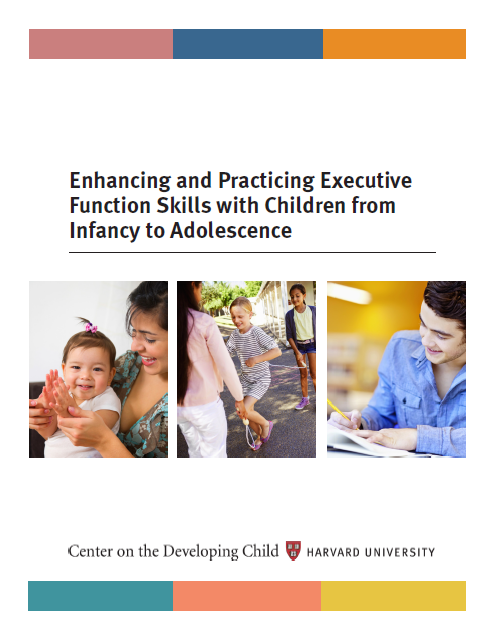 Enhancing and Practicing Executive
Function Skills with Children from
Infancy to Adolescence
Center on the Developing Child HARVARD UNIVERSITY